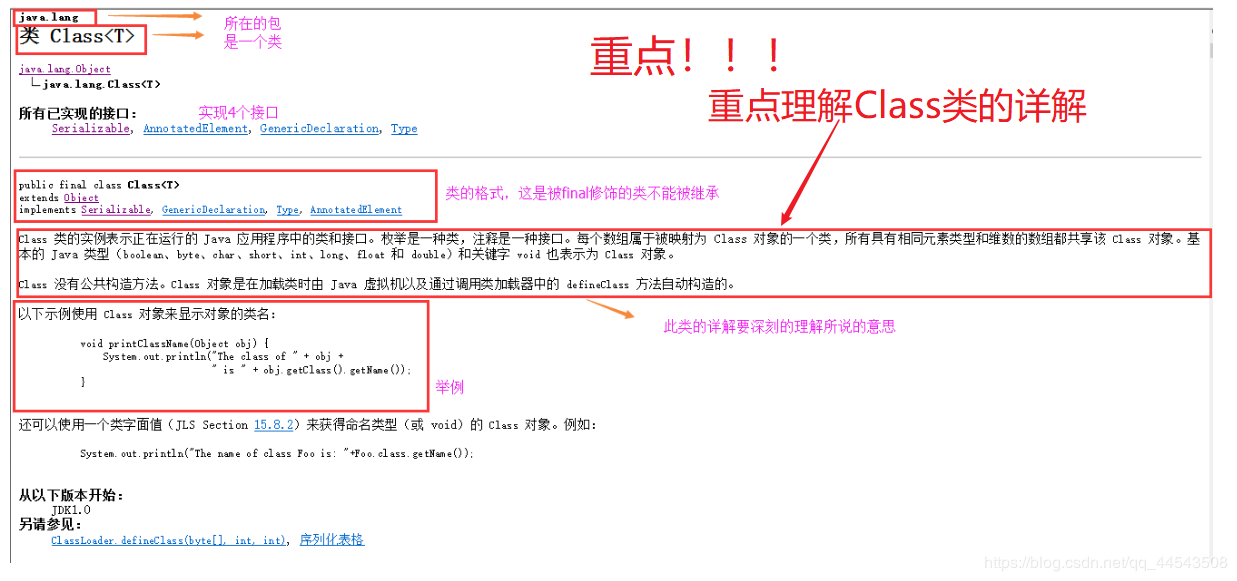 java.lang
所在的包
类 Class<T>
是一个类
重点！！！
java.lang.Object
java.lang.Class<T>
重点理解Class类的详解
所有已实现的接口：
实现4个接口
Serializable, AnnotatedElement, GenericDeclaration, Type
public final class Class<T>
extends Object
implements Serializable, GenericDeclaration, Type, AnnotatedElement
类的格式，这是被final修饰的类不能被继承
Class 类的实例表示正在运行的 Java 应用程序中的类和接口。枚举是一种类，注释是一种接口。每个数组属于被映射为 Class 对象的一个类，所有具有相同元素类型和维数的数组都共享该 Class 对象。基
本的 Java 类型（boolean、byte、char、short、int、long、float 和 double）和关键字 void 也表示为 Class 对象。
Class 没有公共构造方法。Class 对象是在加载类时由 Java 虚拟机以及通过调用类加载器中的 defineClass 方法自动构造的。
以下示例使用 Class 对象来显示对象的类名：
此类的详解要深刻的理解所说的意思
void printClassName(Object obj) {
System.out.println("The class of " + obj +
" is " + obj.getClass().getName());
}
举例
还可以使用一个类字面值（JLS Section 15.8.2）来获得命名类型（或 void）的 Class 对象。例如：
System.out.println("The name of class Foo is: "+Foo.class.getName());
从以下版本开始：
JDK1.0
另请参见：
ClassLoader.defineClass(byte[], int, int), 序列化表格
https://blog.csdn.net/qq_44543508